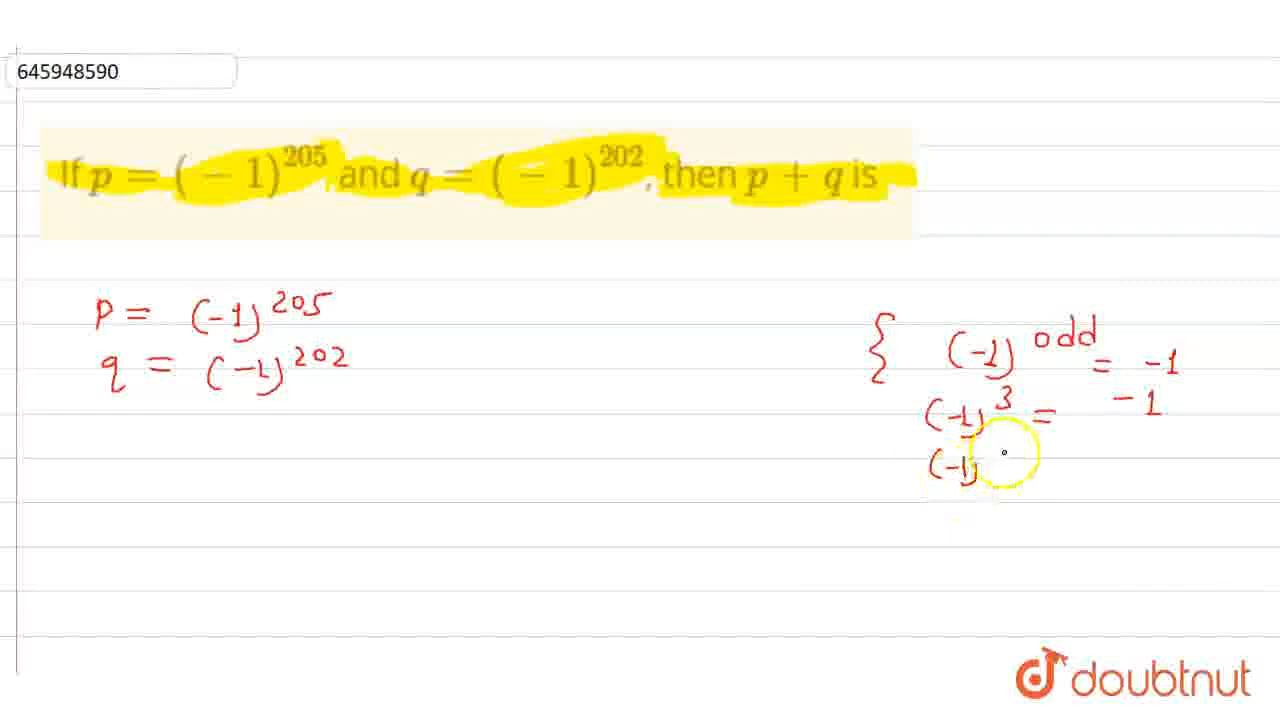 645948590
If p = (−1)^205, and q = (−1)^202, then p + q is
p = (-1)^205
q = (-1)^202
{ (-1)^odd = -1
(-1)^3 = -1
(-1)
doubtnut